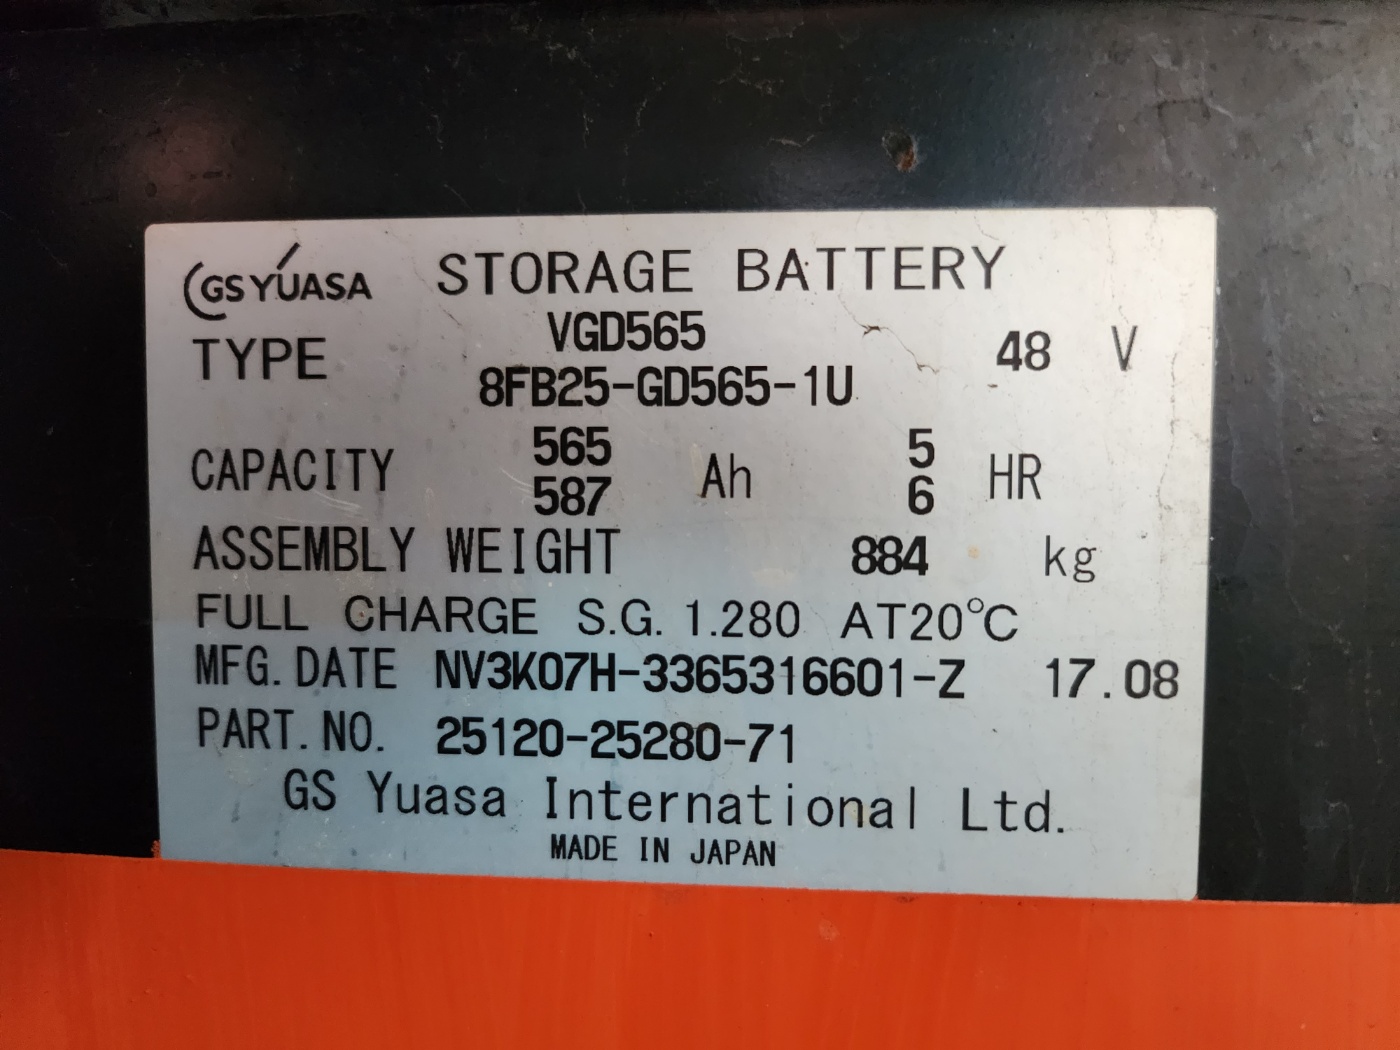 GS YUASA STORAGE BATTERY
TYPE VGD565 48 V
8FB25-GD565-1U
CAPACITY 565 Ah 5 HR
587 6
ASSEMBLY WEIGHT 884 kg
FULL CHARGE S.G. 1.280 AT20°C
MFG. DATE NV3K07H-3365316601-Z 17.08
PART. NO. 25120-25280-71
GS Yuasa International Ltd.
MADE IN JAPAN